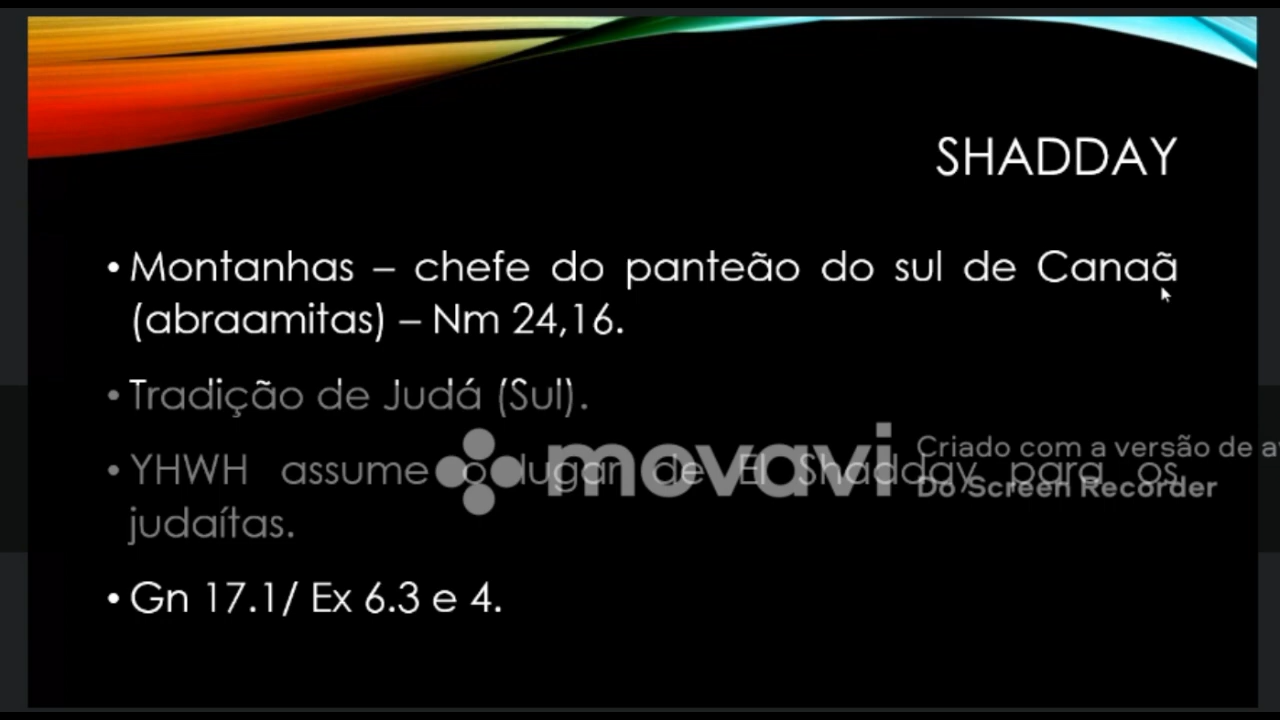 SHADDAY
• Montanhas – chefe do panteão do sul de Canaã
(abraamitas) – Nm 24,16.
• Tradição de Judá (Sul).
• YHWH assume o lugar de El Shadday para os
judaítas.
movavi
Criado com a versão de
Do Screen Recorder
• Gn 17.1/ Ex 6.3 e 4.